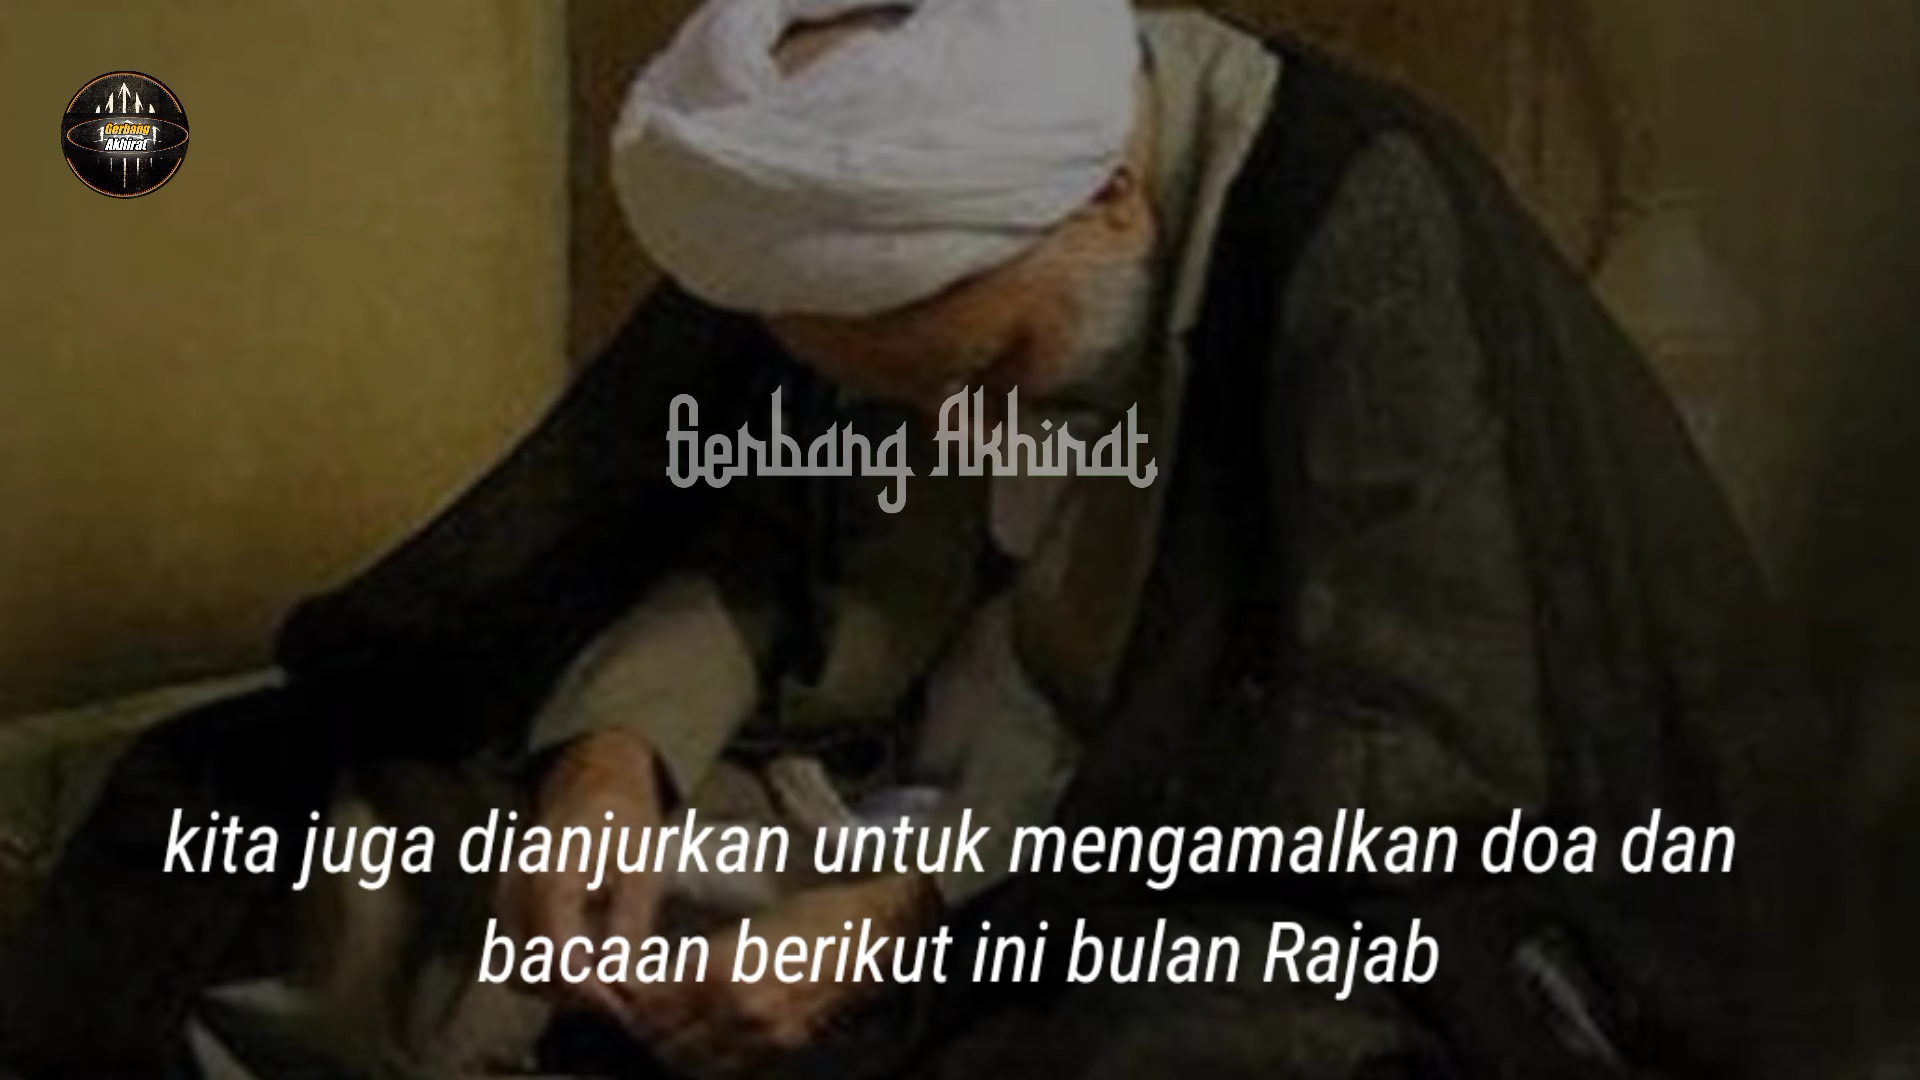 Gerbang
Akhirat
Gerbang Akhirat
kita juga dianjurkan untuk mengamalkan doa dan
bacaan berikut ini bulan Rajab